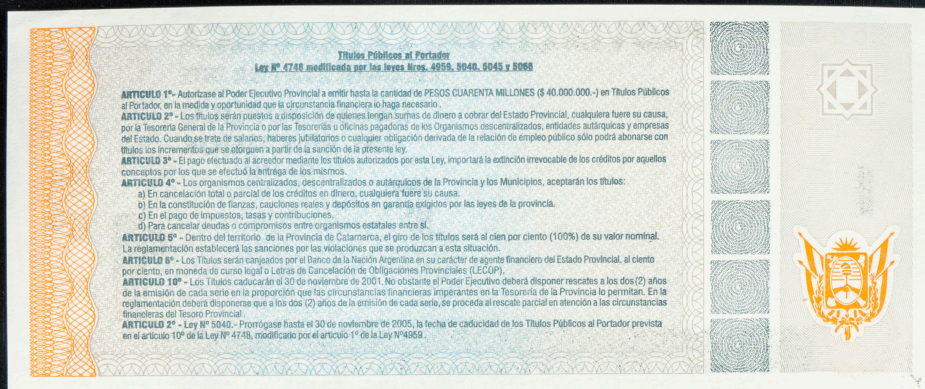 Títulos Públicos al Portador
Ley Nº 4748 modificada por las leyes Nros. 4959, 5040, 5045 y 5058
ARTICULO 1º- Autorízase al Poder Ejecutivo Provincial a emitir hasta la cantidad de PESOS CUARENTA MILLONES ($ 40.000.000.-) en Títulos Públicos
al Portador, en la medida y oportunidad que la circunstancia financiera lo haga necesario.
ARTICULO 2º - Los títulos serán puestos a disposición de quienes tengan sumas de dinero a cobrar del Estado Provincial, cualquiera fuere su causa,
por la Tesorería General de la Provincia o por las Tesorerías u oficinas pagadoras de los Organismos descentralizados, entidades autárquicas y empresas
del Estado. Cuando se trate de salarios, haberes jubilatorios o cualquier obligación derivada de la relación de empleo público sólo podrá abonarse con
títulos los incrementos que se otorguen a partir de la sanción de la presente ley.
ARTICULO 3º - El pago efectuado al acreedor mediante los títulos autorizados por esta Ley, importará la extinción irrevocable de los créditos por aquellos
conceptos por los que se efectuó la entrega de los mismos.
ARTICULO 4º - Los organismos centralizados, descentralizados o autárquicos de la Provincia y los Municipios, aceptarán los títulos:
a) En cancelación total o parcial de los créditos en dinero, cualquiera fuere su causa.
b) En la constitución de fianzas, cauciones reales y depósitos en garantía exigidos por las leyes de la provincia.
c) En el pago de impuestos, tasas y contribuciones.
d) Para cancelar deudas o compromisos entre organismos estatales entre sí.
ARTICULO 5º - Dentro del territorio de la Provincia de Catamarca, el giro de los títulos será al cien por ciento (100%) de su valor nominal.
La reglamentación establecerá las sanciones por las violaciones que se produzcan a esta situación.
ARTICULO 6º - Los Títulos serán canjeados por el Banco de la Nación Argentina en su carácter de agente financiero del Estado Provincial, al ciento
por ciento, en moneda de curso legal o Letras de Cancelación de Obligaciones Provinciales (LECOP).
ARTICULO 10º - Los Títulos caducarán al 30 de noviembre de 2001. No obstante el Poder Ejecutivo deberá disponer rescates a los dos (2) años
de la emisión de cada serie en la proporción que las circunstancias financieras imperantes en la Tesorería de la Provincia lo permitan. En la
reglamentación deberá disponerse que a los dos (2) años de la emisión de cada serie, se proceda al rescate parcial en atención a las circunstancias
financieras del Tesoro Provincial.
ARTICULO 2º - Ley Nº 5040.- Prorrógase hasta el 30 de noviembre de 2005, la fecha de caducidad de los Títulos Públicos al Portador prevista
en el artículo 10º de la Ley Nº 4748, modificado por el artículo 1º de la Ley Nº4959.